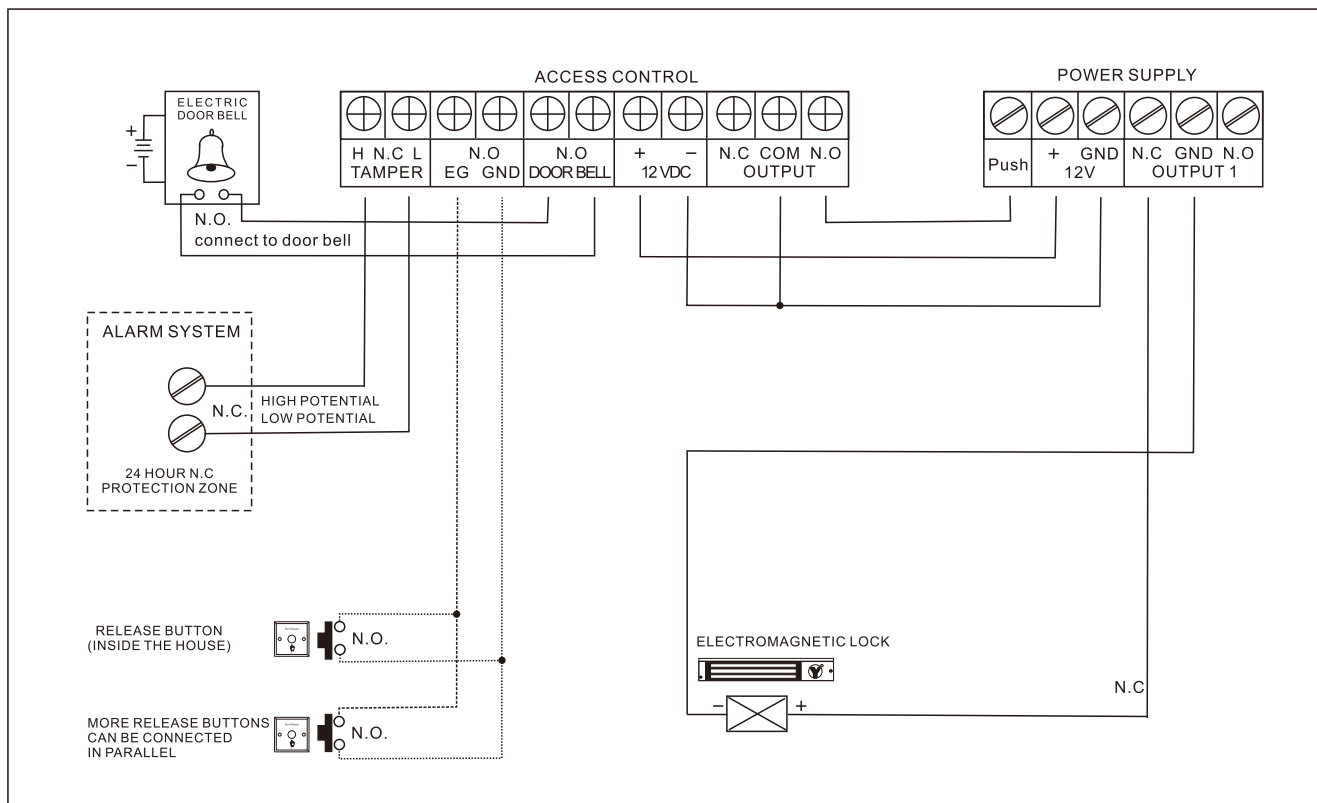 ACCESS CONTROL
POWER SUPPLY
ELECTRIC
DOOR BELL
+
−
H N.C L
TAMPER
N.O
EG GND
N.O
DOOR BELL
+ −
12 VDC
N.C COM N.O
OUTPUT
Push
+ GND
12V
N.C GND N.O
OUTPUT 1
N.O.
connect to door bell
ALARM SYSTEM
N.C.
HIGH POTENTIAL
LOW POTENTIAL
24 HOUR N.C
PROTECTION ZONE
RELEASE BUTTON
(INSIDE THE HOUSE)
N.O.
MORE RELEASE BUTTONS
CAN BE CONNECTED
IN PARALLEL
N.O.
ELECTROMAGNETIC LOCK
− +
N.C